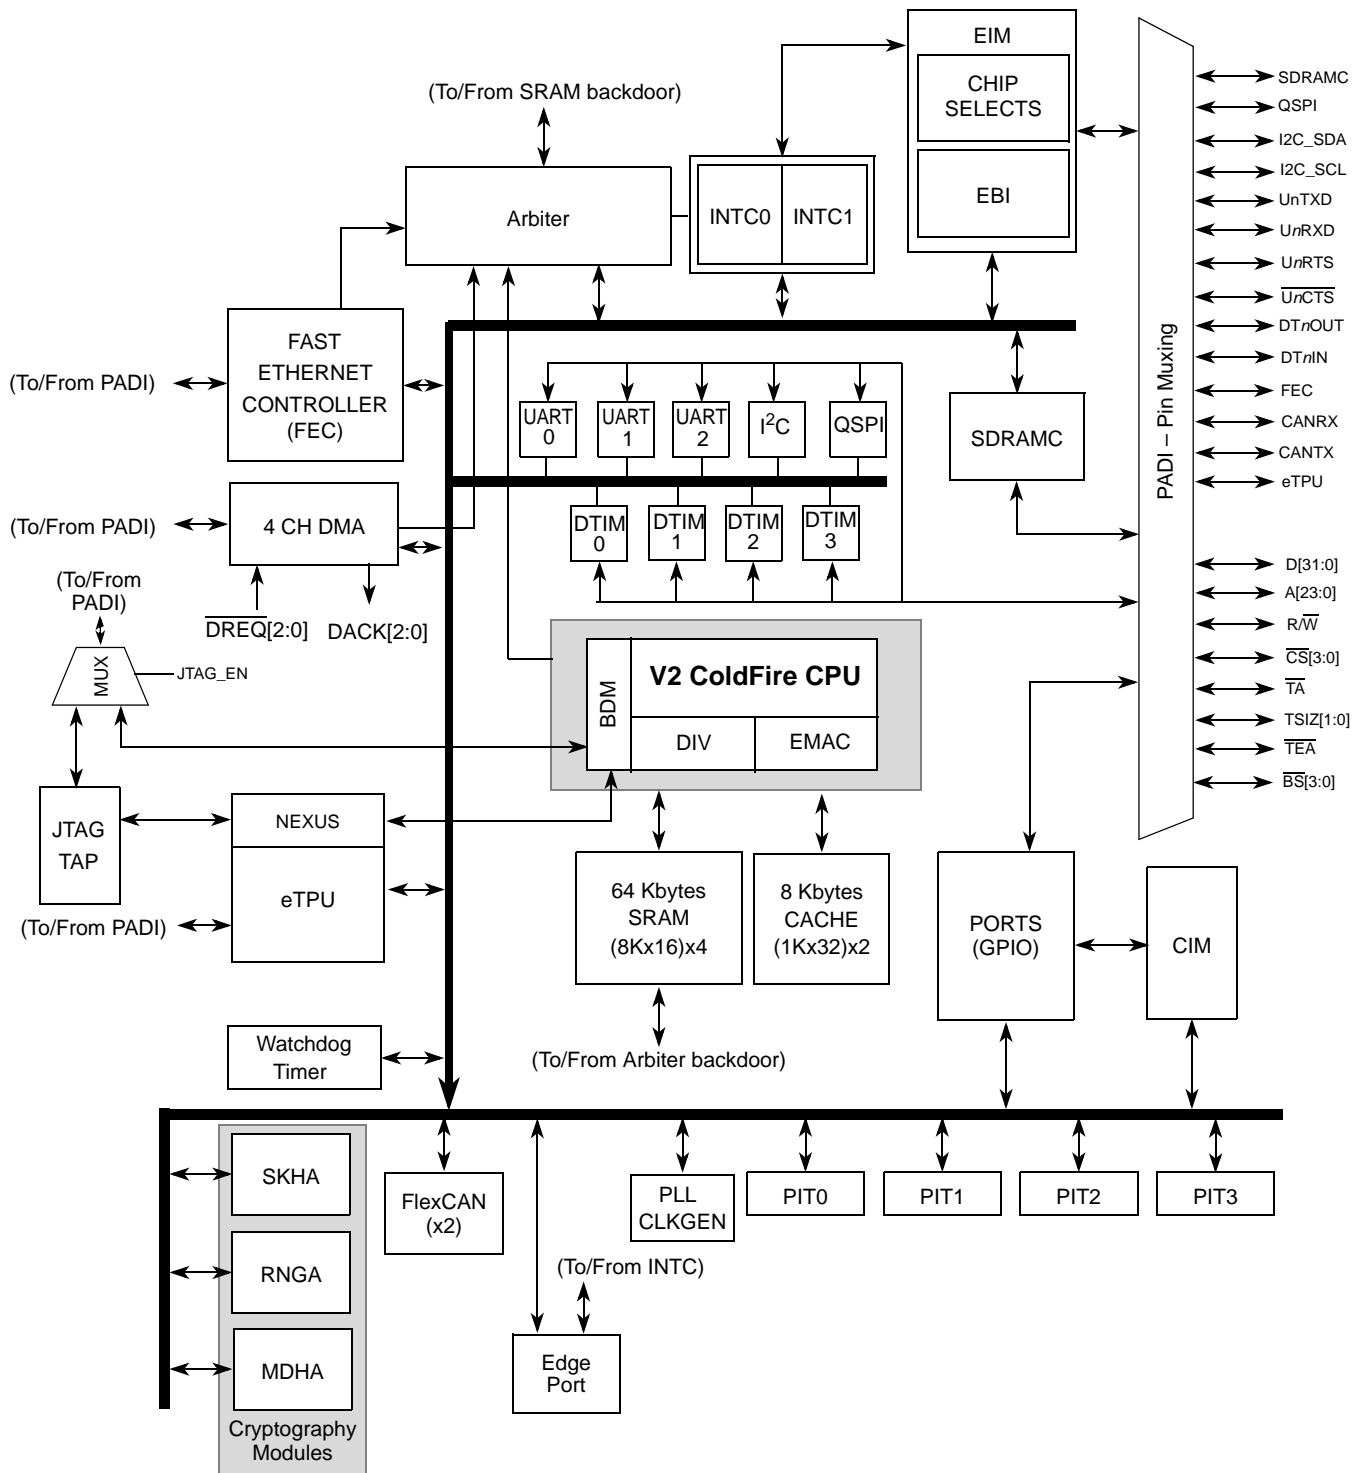 EIM
CHIP
SELECTS
EBI
(To/From SRAM backdoor)
Arbiter
INTC0
INTC1
SDRAMC
QSPI
I2C_SDA
I2C_SCL
UnTXD
UnRXD
UnRTS
UnCTS
DTnOUT
DTnIN
FEC
CANRX
CANTX
eTPU
D[31:0]
A[23:0]
R/W
CS[3:0]
TA
TSIZ[1:0]
TEA
BS[3:0]
PADI – Pin Muxing
FAST
ETHERNET
CONTROLLER
(FEC)
(To/From PADI)
UART
0
UART
1
UART
2
I²C
QSPI
SDRAMC
4 CH DMA
(To/From PADI)
DTIM
0
DTIM
1
DTIM
2
DTIM
3
DREQ[2:0]
DACK[2:0]
(To/From
PADI)
MUX
JTAG_EN
BDM
V2 ColdFire CPU
DIV
EMAC
JTAG
TAP
NEXUS
eTPU
(To/From PADI)
64 Kbytes
SRAM
(8Kx16)x4
8 Kbytes
CACHE
(1Kx32)x2
PORTS
(GPIO)
CIM
(To/From Arbiter backdoor)
Watchdog
Timer
SKHA
RNGA
MDHA
Cryptography
Modules
FlexCAN
(x2)
PLL
CLKGEN
PIT0
PIT1
PIT2
PIT3
(To/From INTC)
Edge
Port